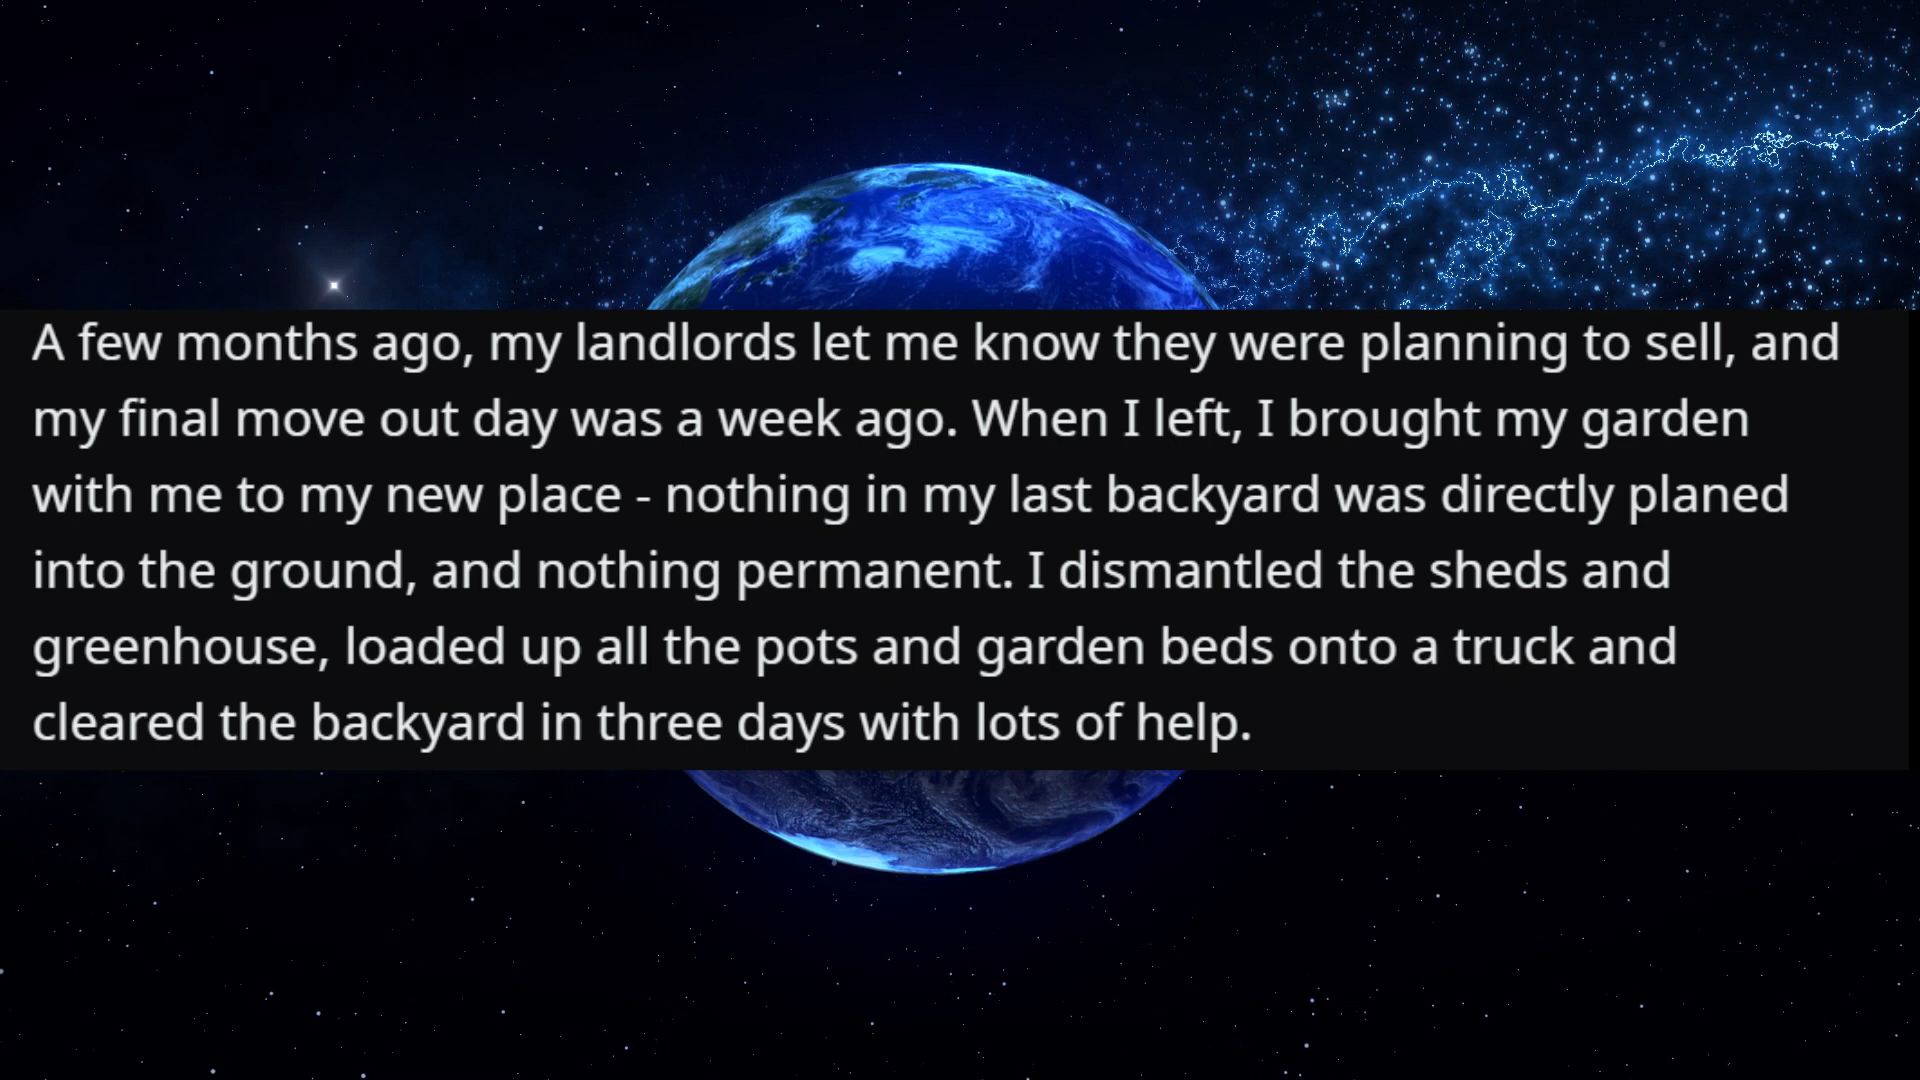 A few months ago, my landlords let me know they were planning to sell, and
my final move out day was a week ago. When I left, I brought my garden
with me to my new place - nothing in my last backyard was directly planed
into the ground, and nothing permanent. I dismantled the sheds and
greenhouse, loaded up all the pots and garden beds onto a truck and
cleared the backyard in three days with lots of help.